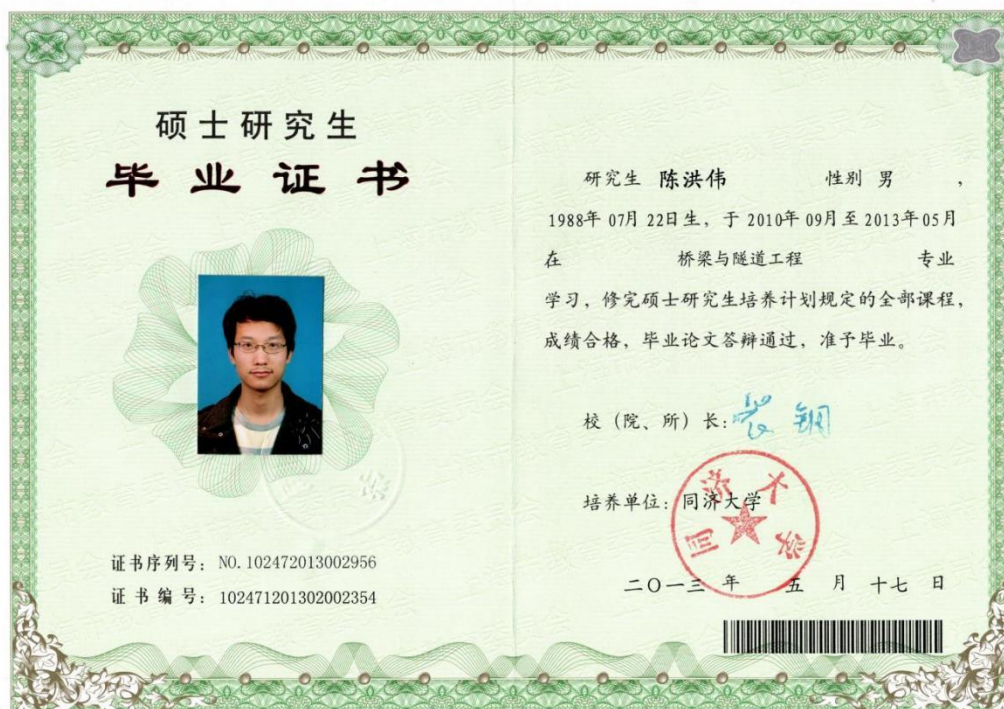 硕士研究生
毕业证书
证书序列号：NO.102472013002956
证书编号：102471201302002354
研究生 陈洪伟 性别 男 ，
1988年 07月 22日生，于 2010年 09月至 2013年 05月
在 桥梁与隧道工程 专业
学习，修完硕士研究生培养计划规定的全部课程，
成绩合格，毕业论文答辩通过，准予毕业。
校（院、所）长：裴钢
培养单位：同济大学
同济大学
二〇一三 年 五 月 十七 日